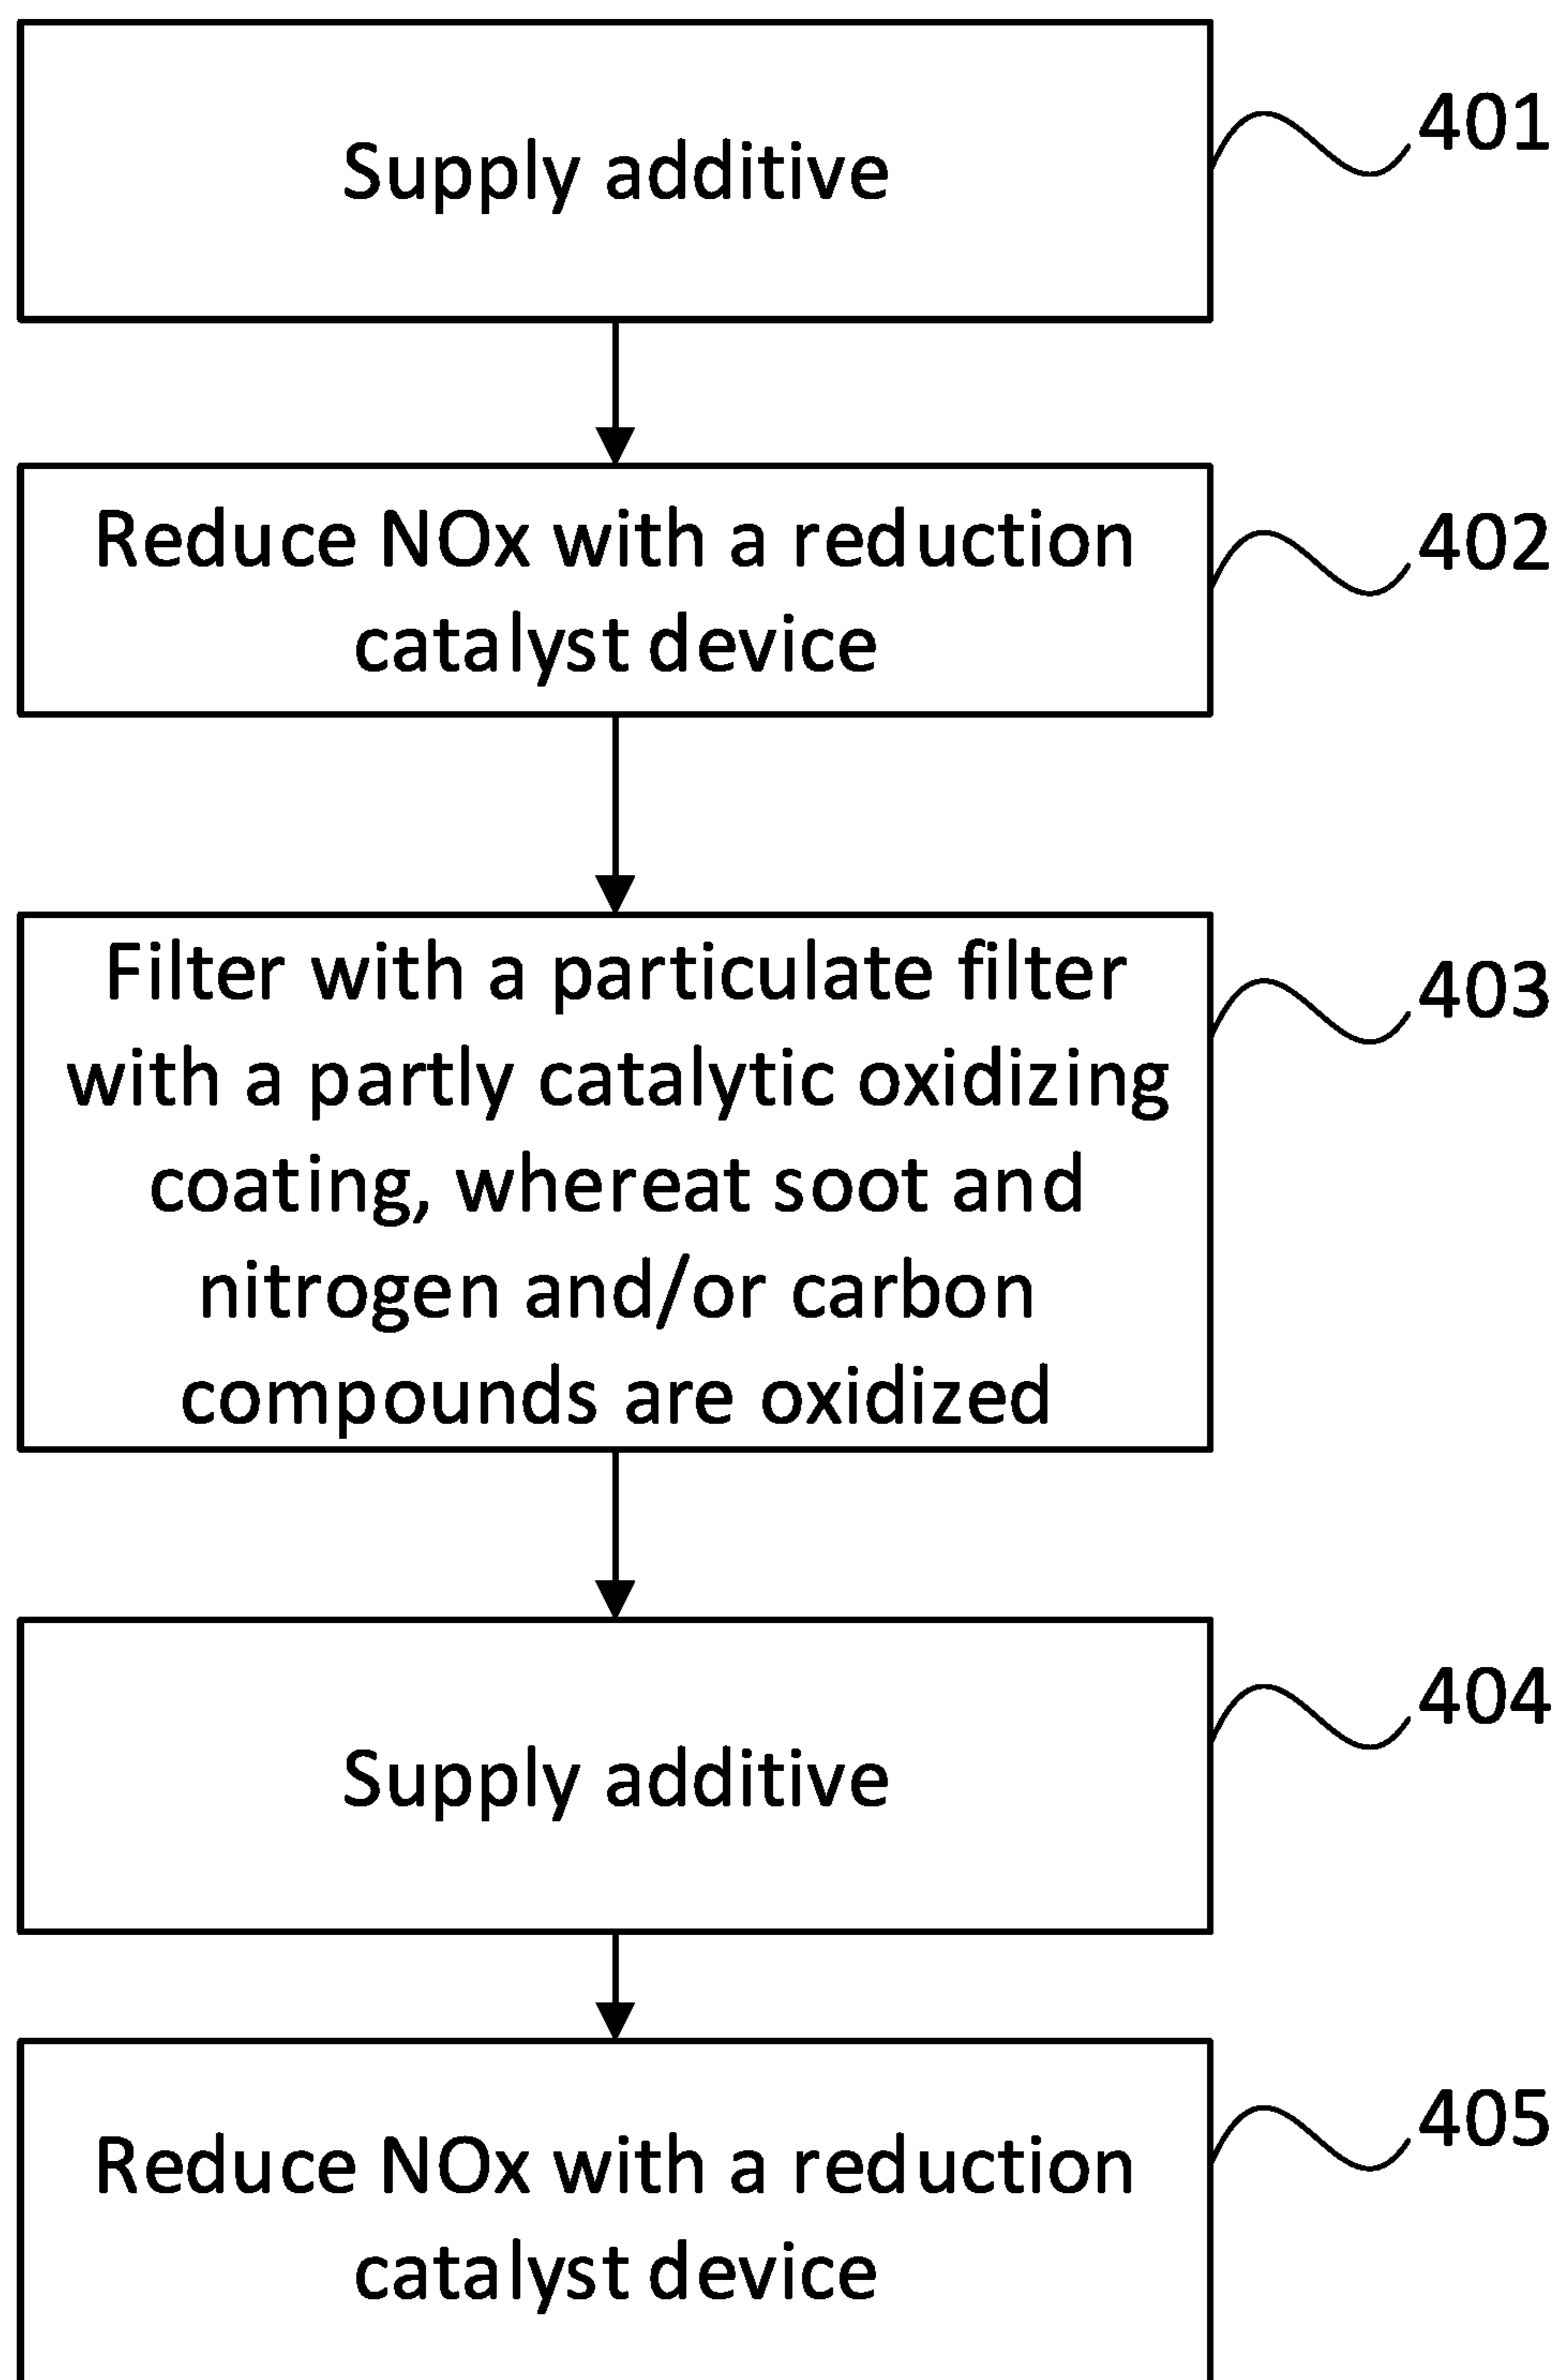 Supply additive
401
Reduce NOx with a reduction
catalyst device
402
Filter with a particulate filter
with a partly catalytic oxidizing
coating, whereat soot and
nitrogen and/or carbon
compounds are oxidized
403
Supply additive
404
Reduce NOx with a reduction
catalyst device
405